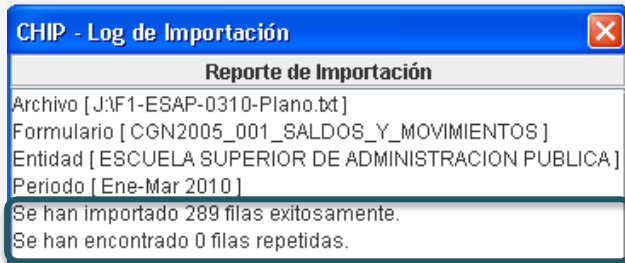 CHIP - Log de Importación
Reporte de Importación
Archivo [ J:\F1-ESAP-0310-Plano.txt ]
Formulario [ CGN2005_001_SALDOS_Y_MOVIMIENTOS ]
Entidad [ ESCUELA SUPERIOR DE ADMINISTRACION PUBLICA ]
Periodo [ Ene-Mar 2010 ]
Se han importado 289 filas exitosamente.
Se han encontrado 0 filas repetidas.